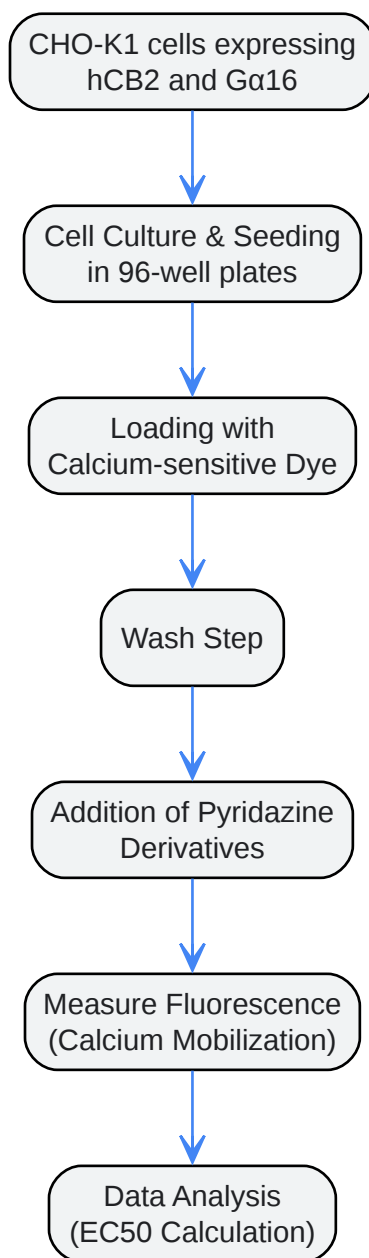 CHO-K1 cells expressing
hCB2 and Gα16
Cell Culture & Seeding
in 96-well plates
Loading with
Calcium-sensitive Dye
Wash Step
Addition of Pyridazine
Derivatives
Measure Fluorescence
(Calcium Mobilization)
Data Analysis
(EC50 Calculation)